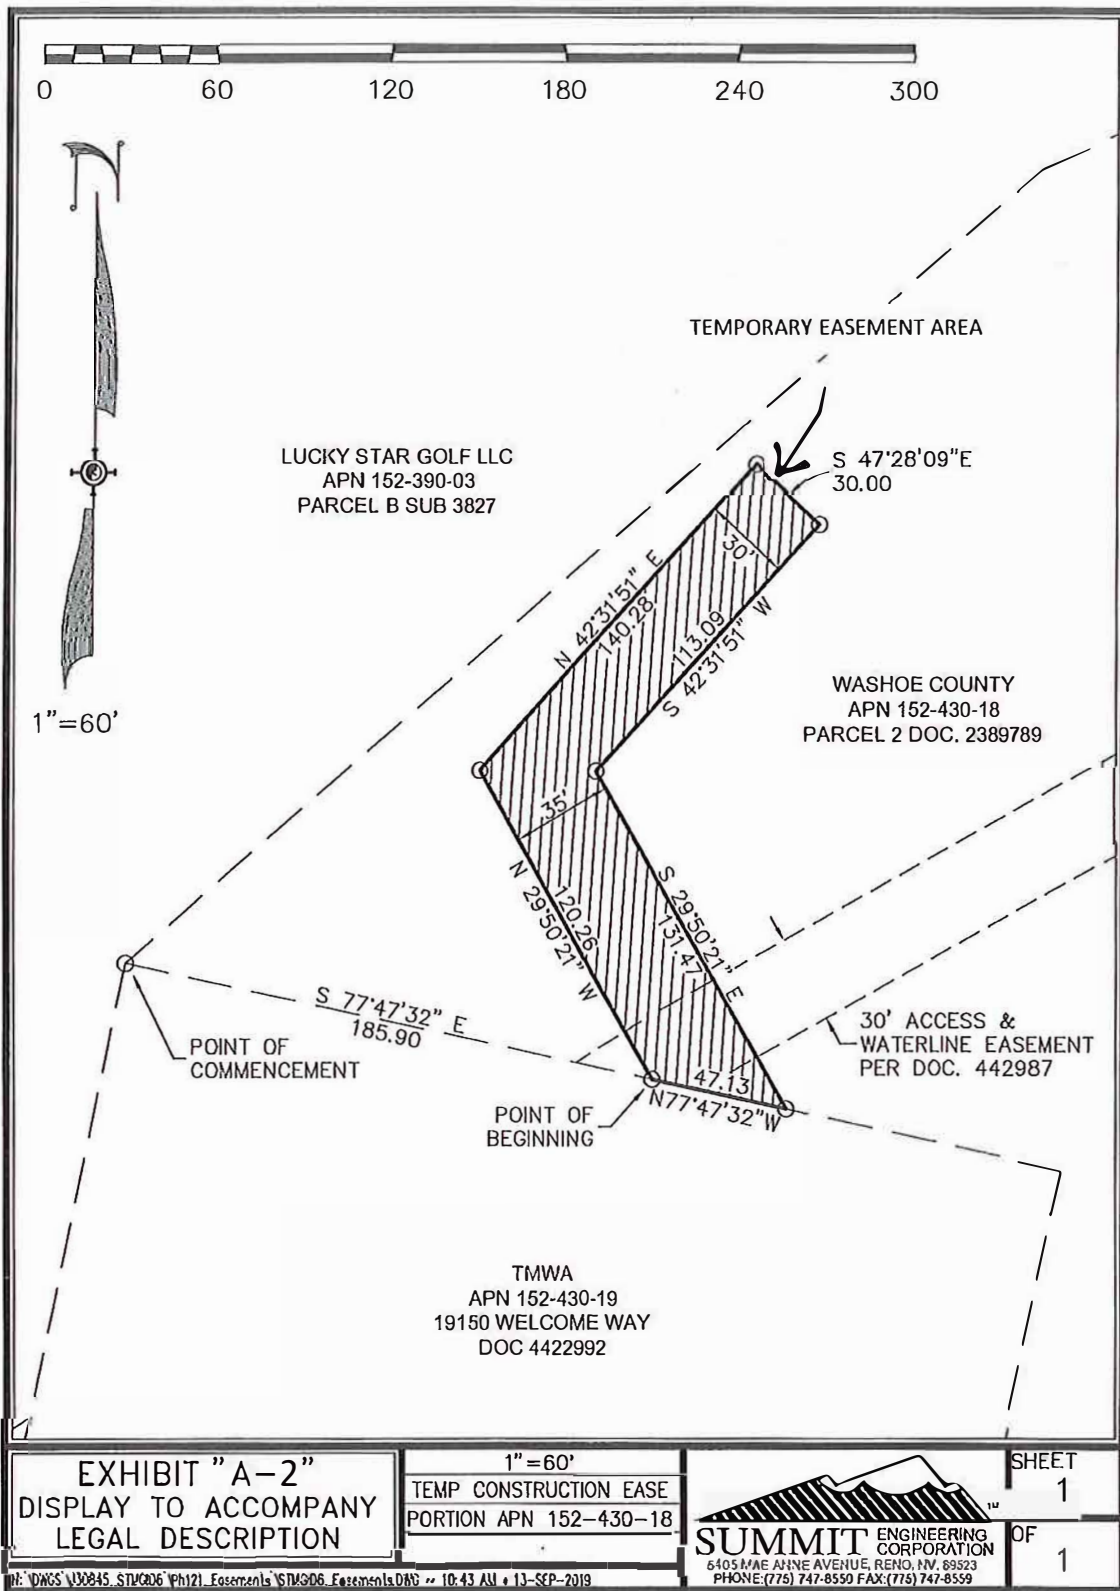 0 60 120 180 240 300
TEMPORARY EASEMENT AREA
LUCKY STAR GOLF LLC
APN 152-390-03
PARCEL B SUB 3827
S 47°28'09"E
30.00
30'
N 42°31'51" E
140.28'
113.09
S 42°31'51" W
1"=60'
WASHOE COUNTY
APN 152-430-18
PARCEL 2 DOC. 2389789
35'
N 29°50'21" W
120.26
S 29°50'21" E
131.47
S 77°47'32" E
185.90
POINT OF
COMMENCEMENT
30' ACCESS &
WATERLINE EASEMENT
PER DOC. 442987
47.13
N77°47'32"W
POINT OF
BEGINNING
TMWA
APN 152-430-19
19150 WELCOME WAY
DOC 4422992
EXHIBIT "A-2"
DISPLAY TO ACCOMPANY
LEGAL DESCRIPTION
1"=60'
TEMP CONSTRUCTION EASE
PORTION APN 152-430-18
SUMMIT ENGINEERING
CORPORATION
5405 MAE ANNE AVENUE, RENO, NV. 89523
PHONE:(775) 747-8550 FAX:(775) 747-8559
SHEET
1
OF
1
10:43 AM * 13-SEP-2019